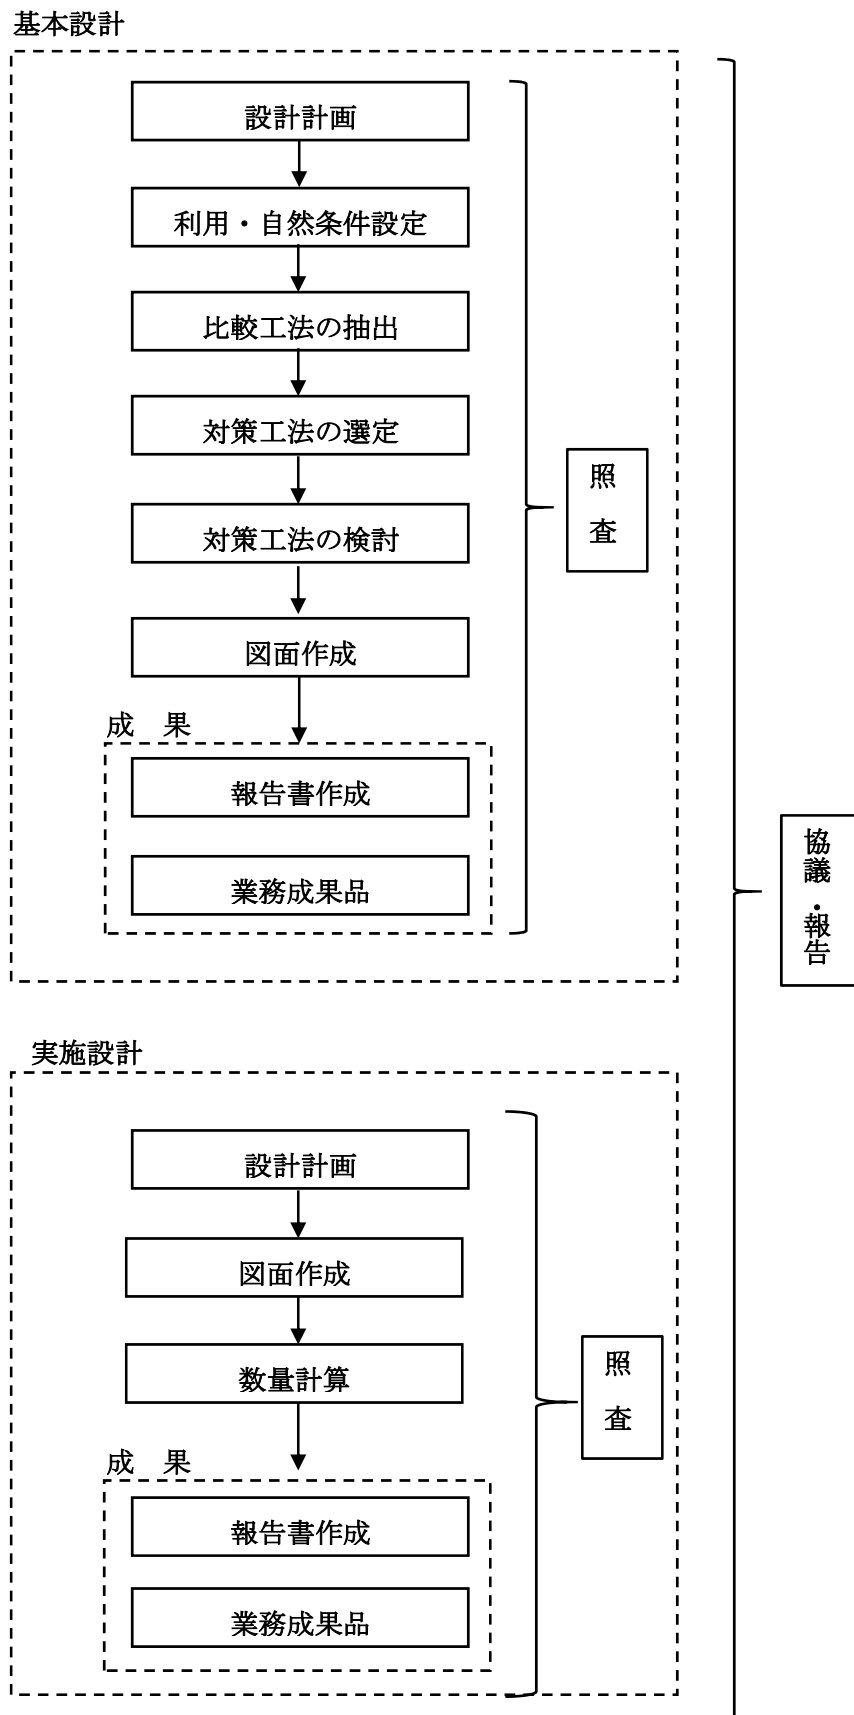 基本設計
設計計画
利用・自然条件設定
比較工法の抽出
対策工法の選定
対策工法の検討
図面作成
成　果
報告書作成
業務成果品
照
査
協議・報告
実施設計
設計計画
図面作成
数量計算
成　果
報告書作成
業務成果品
照
査